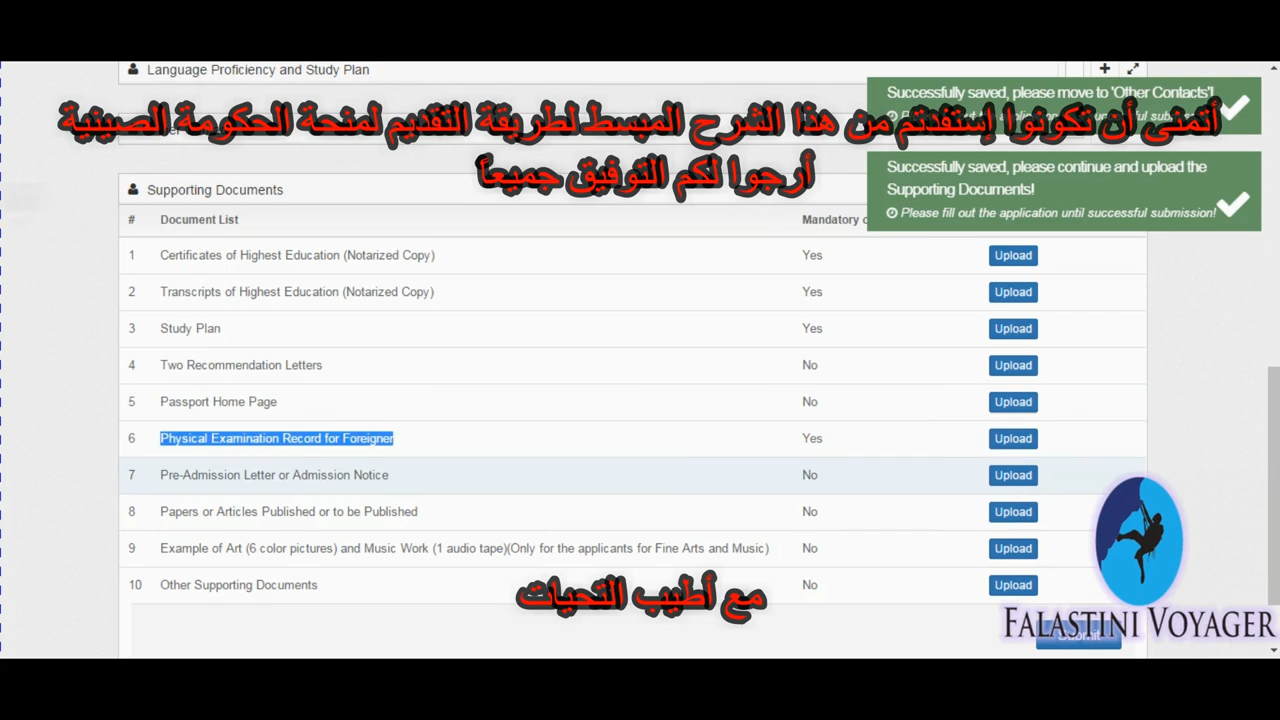 Language Proficiency and Study Plan
Successfully saved, please move to 'Other Contacts'!
أتمنى أن تكونوا إستفدتم من هذا الشرح المبسط لطريقة التقديم لمنحة الحكومة الصينية
أرجوا لكم التوفيق جميعاً
Successfully saved, please continue and upload the
Supporting Documents!
Please fill out the application until successful submission!
Supporting Documents
# Document List Mandatory
1 Certificates of Highest Education (Notarized Copy) Yes Upload
2 Transcripts of Highest Education (Notarized Copy) Yes Upload
3 Study Plan Yes Upload
4 Two Recommendation Letters No Upload
5 Passport Home Page No Upload
6 Physical Examination Record for Foreigner Yes Upload
7 Pre-Admission Letter or Admission Notice No Upload
8 Papers or Articles Published or to be Published No Upload
9 Example of Art (6 color pictures) and Music Work (1 audio tape)(Only for the applicants for Fine Arts and Music) No Upload
10 Other Supporting Documents No Upload
مع أطيب التحيات
FALASTINI VOYAGER
Submit